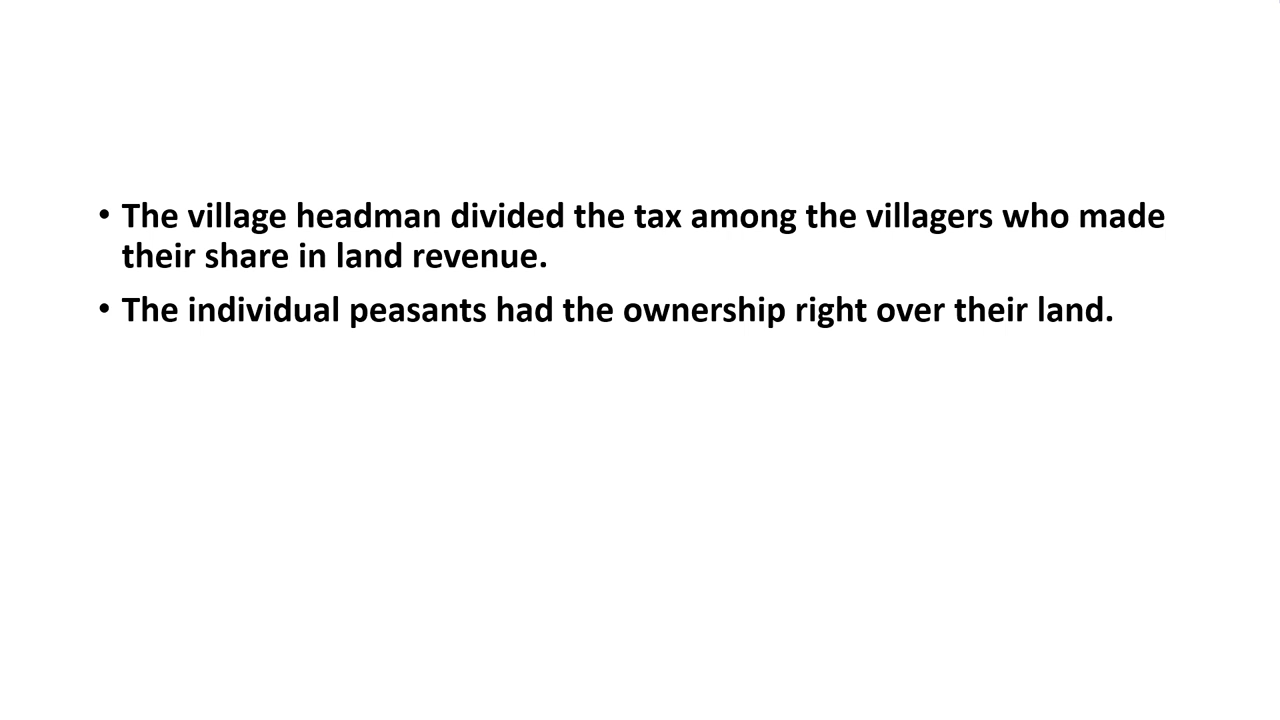 • The village headman divided the tax among the villagers who made
their share in land revenue.
• The individual peasants had the ownership right over their land.